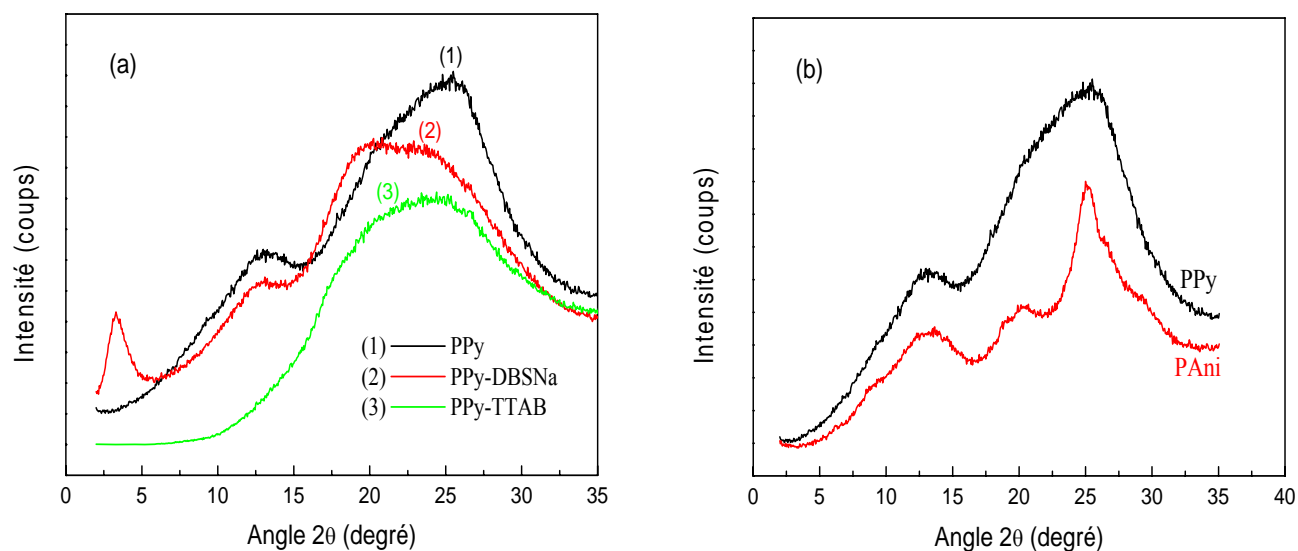 (a)
(1)
(2)
(3)
Intensité (coups)
(1) PPy
(2) PPy-DBSNa
(3) PPy-TTAB
0 5 10 15 20 25 30 35
Angle 2θ (degré)
(b)
Intensité (coups)
PPy
PAni
0 5 10 15 20 25 30 35 40
Angle 2θ (degré)